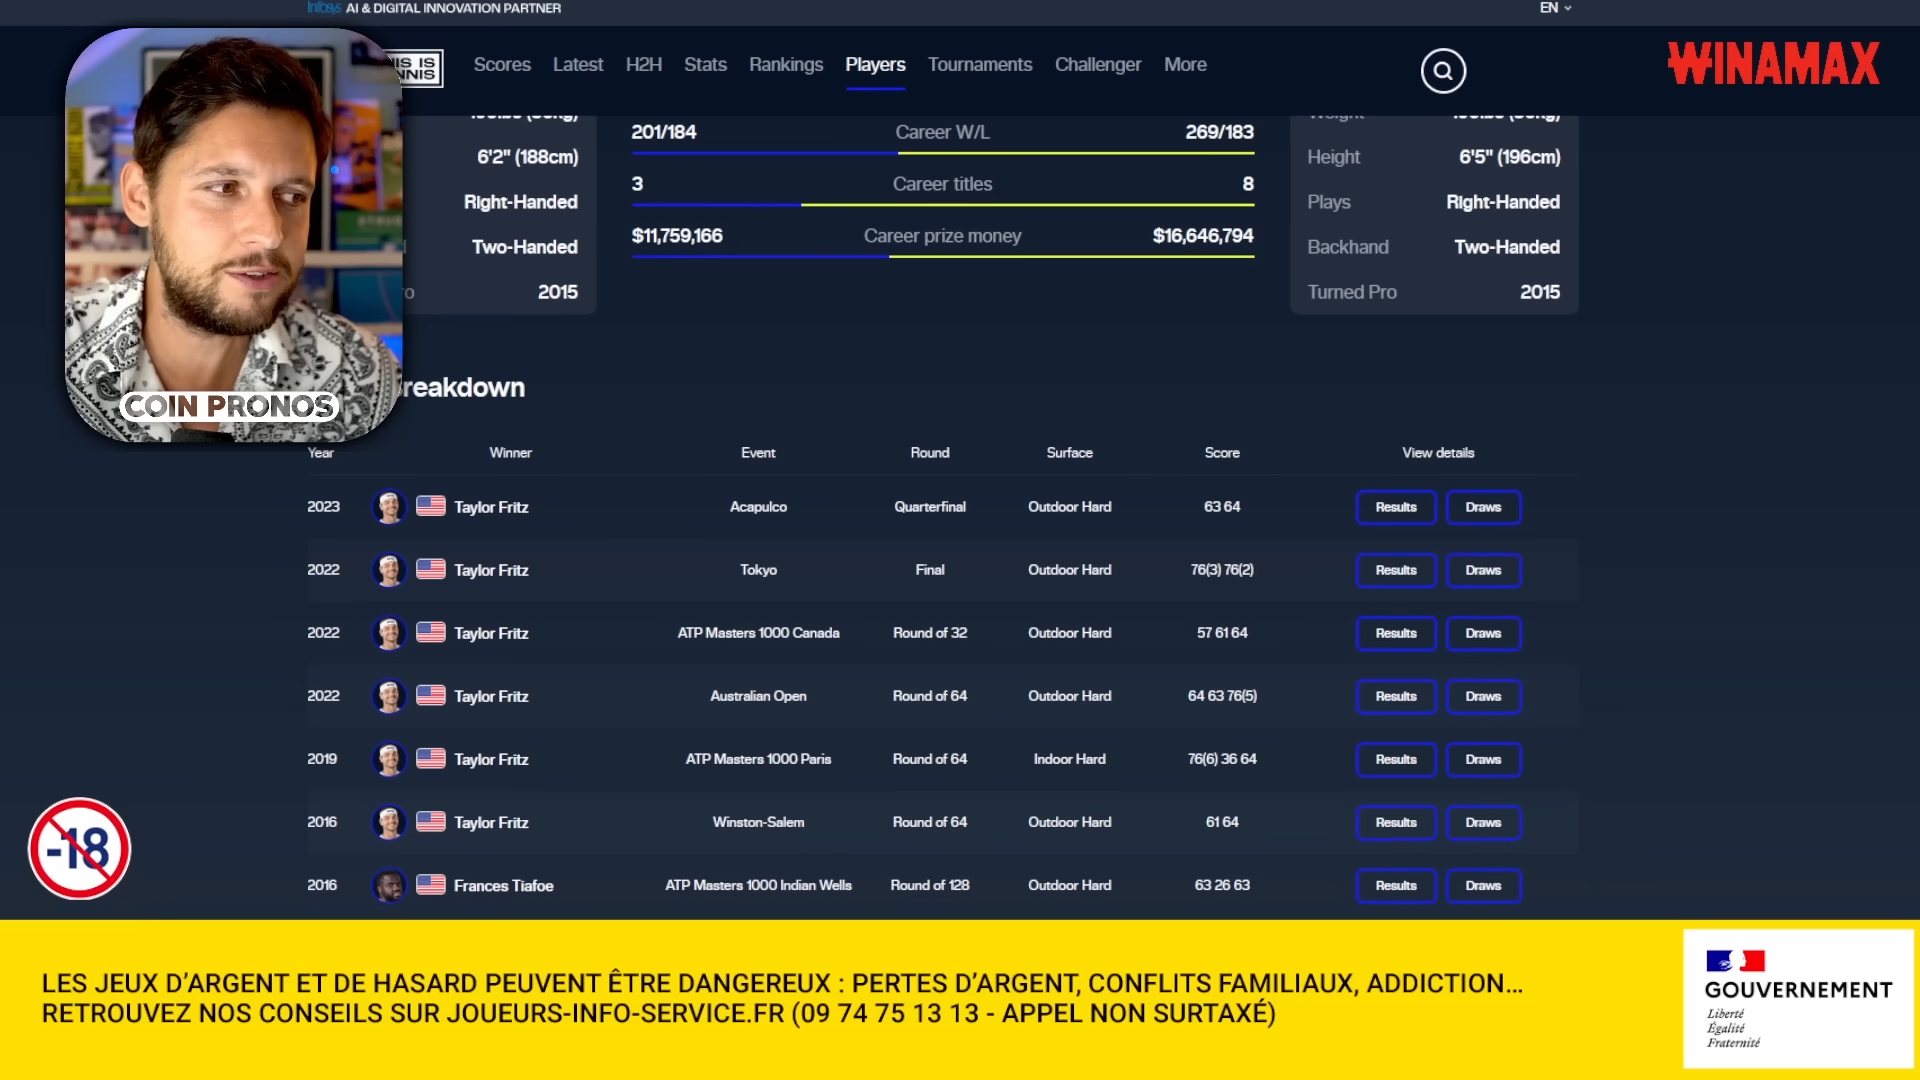 Infosys AI & DIGITAL INNOVATION PARTNER
EN
IS IS
NNIS
Scores Latest H2H Stats Rankings Players Tournaments Challenger More
WINAMAX
201/184 Career W/L 269/183
6'2" (188cm)
Height 6'5" (196cm)
3 Career titles 8
Right-Handed
Plays Right-Handed
$11,759,166 Career prize money $16,646,794
Two-Handed
Backhand Two-Handed
o 2015
Turned Pro 2015
reakdown
COIN PRONOS
Year Winner Event Round Surface Score View details
2023 Taylor Fritz Acapulco Quarterfinal Outdoor Hard 63 64 Results Draws
2022 Taylor Fritz Tokyo Final Outdoor Hard 76(3) 76(2) Results Draws
2022 Taylor Fritz ATP Masters 1000 Canada Round of 32 Outdoor Hard 57 61 64 Results Draws
2022 Taylor Fritz Australian Open Round of 64 Outdoor Hard 64 63 76(5) Results Draws
2019 Taylor Fritz ATP Masters 1000 Paris Round of 64 Indoor Hard 76(6) 36 64 Results Draws
2016 Taylor Fritz Winston-Salem Round of 64 Outdoor Hard 61 64 Results Draws
2016 Frances Tiafoe ATP Masters 1000 Indian Wells Round of 128 Outdoor Hard 63 26 63 Results Draws
-18
LES JEUX D'ARGENT ET DE HASARD PEUVENT ÊTRE DANGEREUX : PERTES D'ARGENT, CONFLITS FAMILIAUX, ADDICTION...
RETROUVEZ NOS CONSEILS SUR JOUEURS-INFO-SERVICE.FR (09 74 75 13 13 - APPEL NON SURTAXÉ)
GOUVERNEMENT
Liberté
Égalité
Fraternité